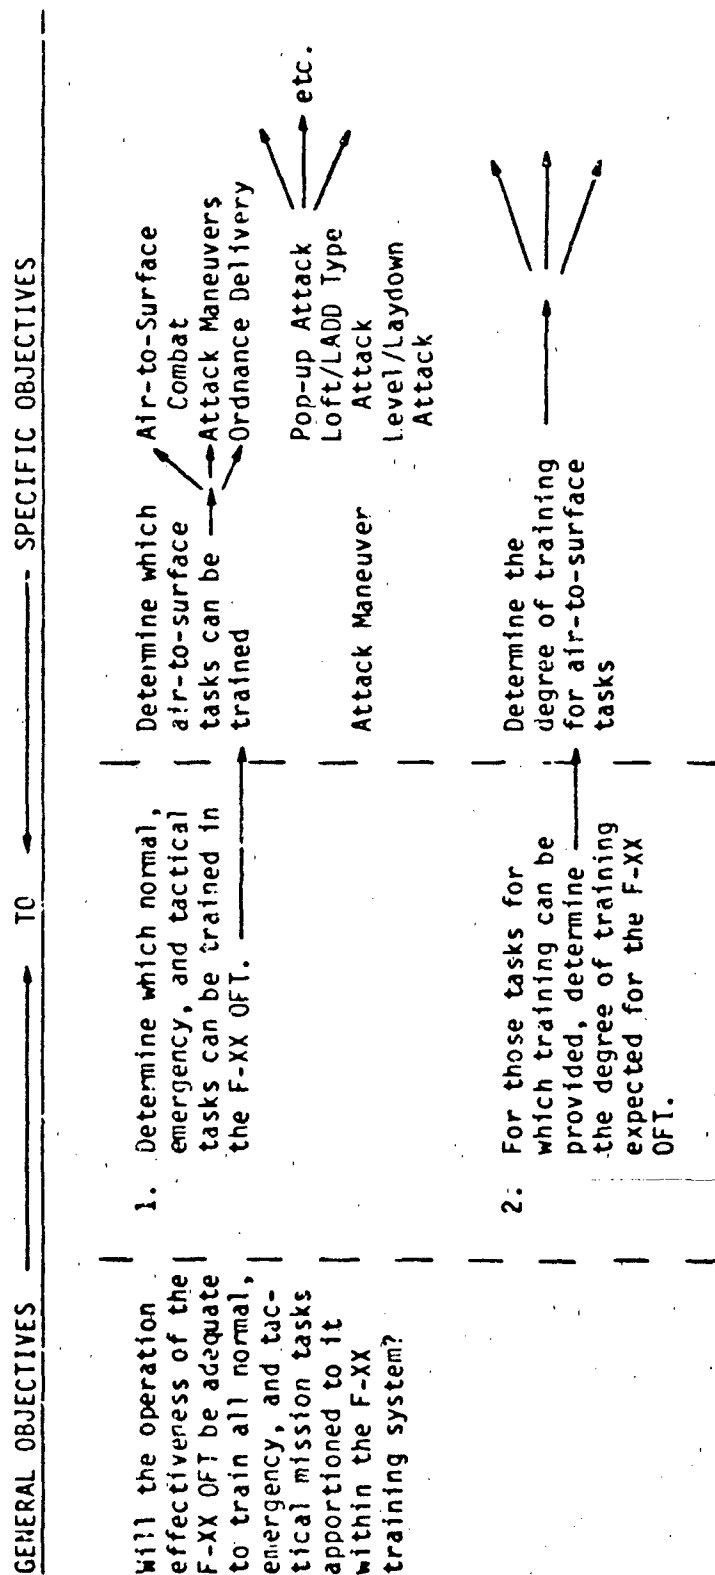 GENERAL OBJECTIVES TO SPECIFIC OBJECTIVES
Will the operation
effectiveness of the
F-XX OFT be adequate
to train all normal,
emergency, and tac-
tical mission tasks
apportioned to it
within the F-XX
training system?
1. Determine which normal,
emergency, and tactical
tasks can be trained in
the F-XX OFT.
Determine which
air-to-surface
tasks can be
trained
Air-to-Surface
Combat
Attack Maneuvers
Ordnance Delivery
Attack Maneuver
Pop-up Attack
Loft/LADD Type
Attack
Level/Laydown
Attack
etc.
2. For those tasks for
which training can be
provided, determine
the degree of training
expected for the F-XX
OFT.
Determine the
degree of training
for air-to-surface
tasks